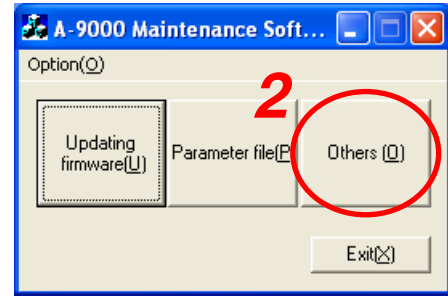 A-9000 Maintenance Soft...
Option(O)
2
Updating
firmware(U)
Parameter file(P
Others (O)
Exit(X)